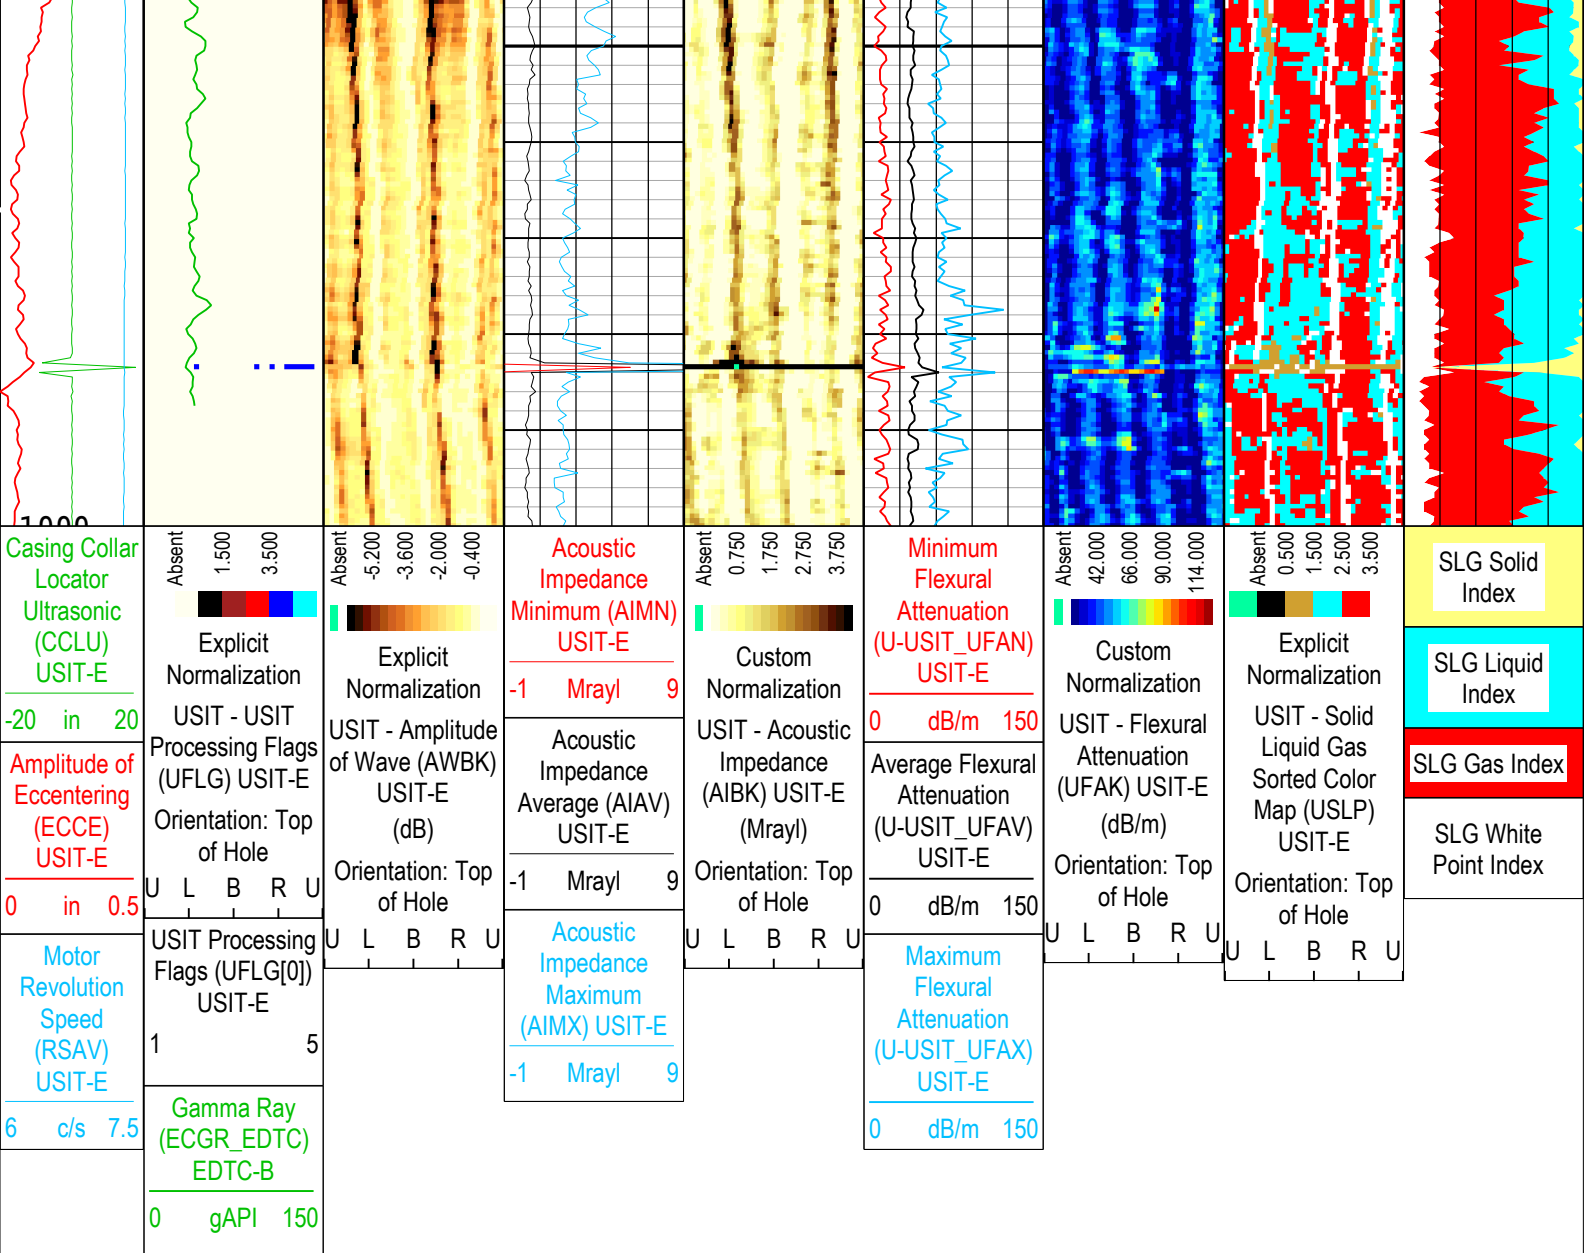 1000
Casing Collar
Locator
Ultrasonic
(CCLU)
USIT-E
-20 in 20
Amplitude of
Eccentering
(ECCE)
USIT-E
0 in 0.5
Motor
Revolution
Speed
(RSAV)
USIT-E
6 c/s 7.5
Absent 1.500 3.500
Explicit
Normalization
USIT - USIT
Processing Flags
(UFLG) USIT-E
Orientation: Top
of Hole
U L B R U
USIT Processing
Flags (UFLG[0])
USIT-E
1 5
Gamma Ray
(ECGR_EDTC)
EDTC-B
0 gAPI 150
Absent -5.200 -3.600 -2.000 -0.400
Explicit
Normalization
USIT - Amplitude
of Wave (AWBK)
USIT-E
(dB)
Orientation: Top
of Hole
U L B R U
Acoustic
Impedance
Minimum (AIMN)
USIT-E
-1 Mrayl 9
Acoustic
Impedance
Average (AIAV)
USIT-E
-1 Mrayl 9
Acoustic
Impedance
Maximum
(AIMX) USIT-E
-1 Mrayl 9
Absent 0.750 1.750 2.750 3.750
Custom
Normalization
USIT - Acoustic
Impedance
(AIBK) USIT-E
(Mrayl)
Orientation: Top
of Hole
U L B R U
Minimum
Flexural
Attenuation
(U-USIT_UFAN)
USIT-E
0 dB/m 150
Average Flexural
Attenuation
(U-USIT_UFAV)
USIT-E
0 dB/m 150
Maximum
Flexural
Attenuation
(U-USIT_UFAX)
USIT-E
0 dB/m 150
Absent 42.000 66.000 90.000 114.000
Custom
Normalization
USIT - Flexural
Attenuation
(UFAK) USIT-E
(dB/m)
Orientation: Top
of Hole
U L B R U
Absent 0.500 1.500 2.500 3.500
Explicit
Normalization
USIT - Solid
Liquid Gas
Sorted Color
Map (USLP)
USIT-E
Orientation: Top
of Hole
U L B R U
SLG Solid
Index
SLG Liquid
Index
SLG Gas Index
SLG White
Point Index